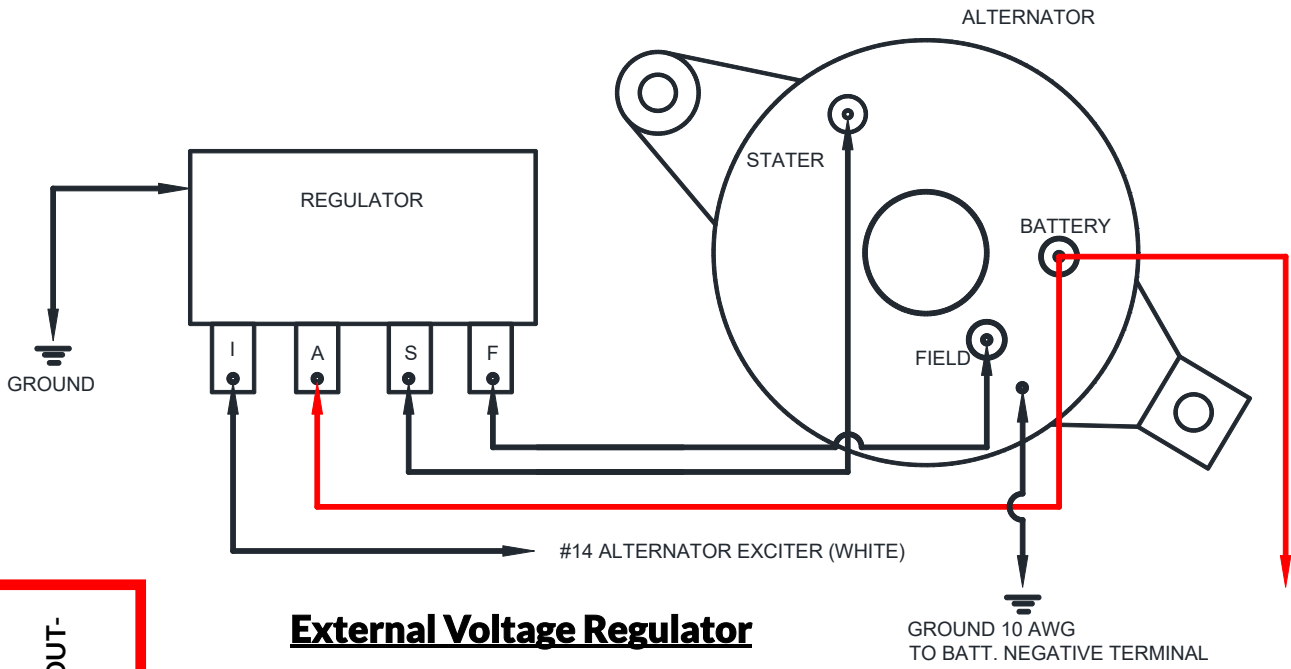 ALTERNATOR
STATER
REGULATOR
BATTERY
FIELD
I
A
S
F
GROUND
#14 ALTERNATOR EXCITER (WHITE)
OUT-
External Voltage Regulator
GROUND 10 AWG
TO BATT. NEGATIVE TERMINAL